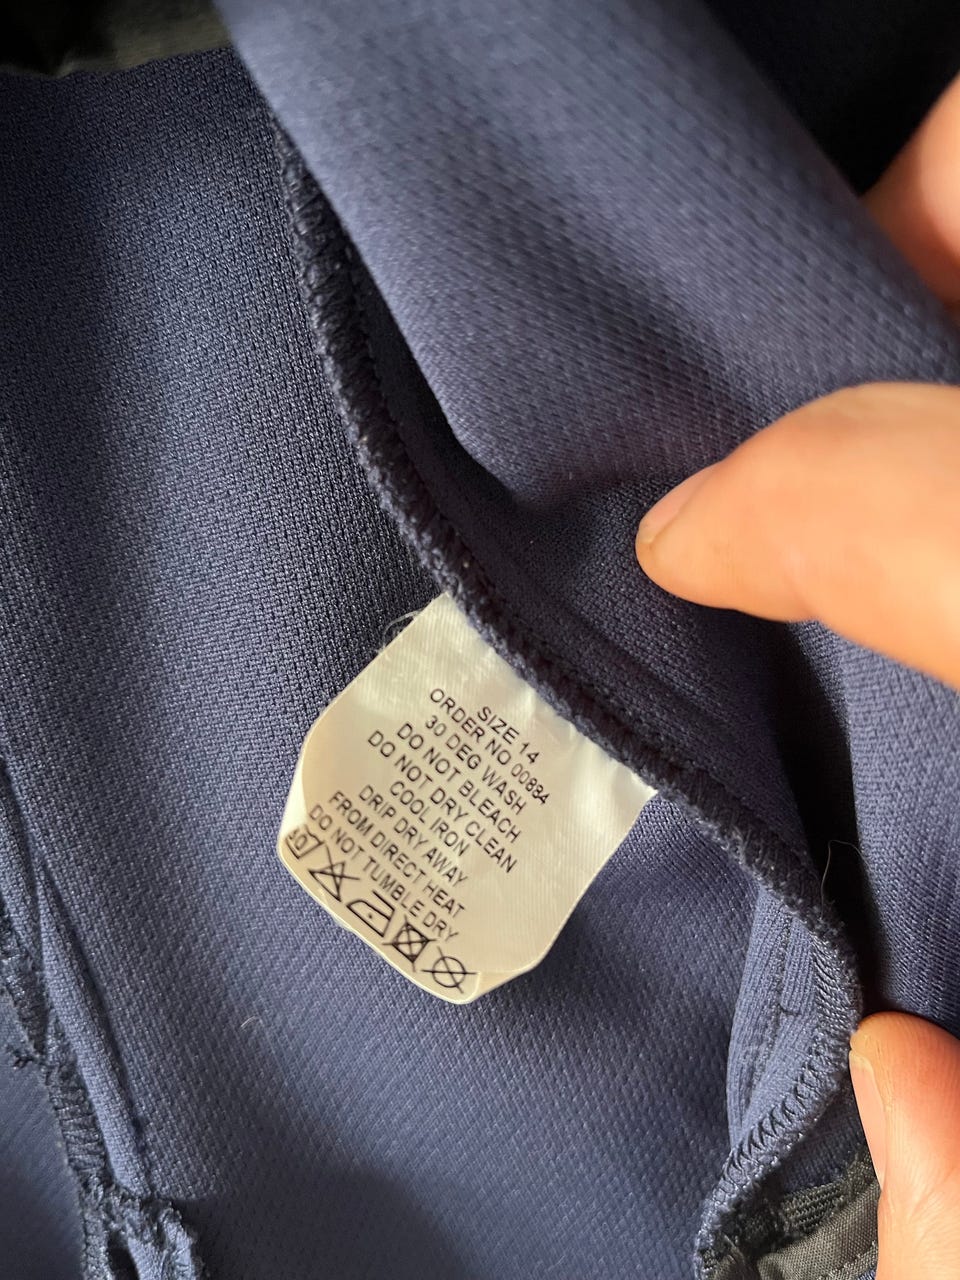 SIZE 14
ORDER NO 00884
30 DEG WASH
DO NOT BLEACH
DO NOT DRY CLEAN
COOL IRON
DRIP DRY AWAY
FROM DIRECT HEAT
DO NOT TUMBLE DRY